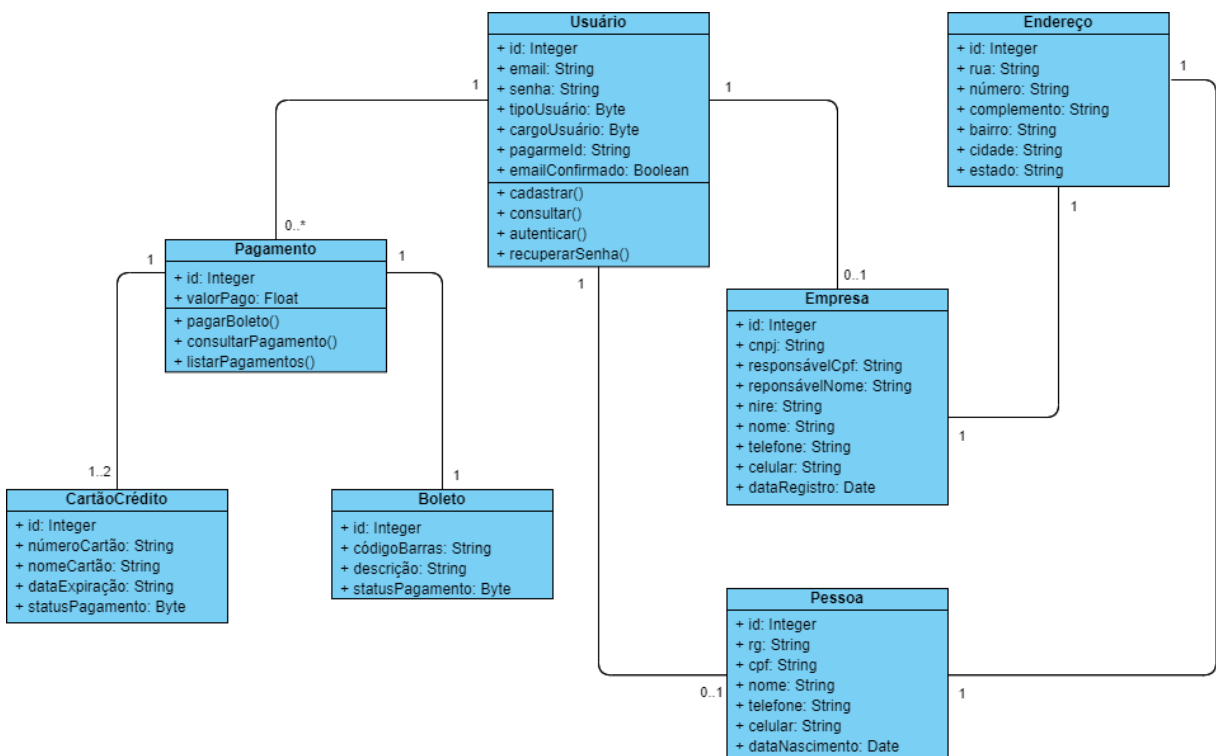 Usuário
+ id: Integer
+ email: String
+ senha: String
+ tipoUsuário: Byte
+ cargoUsuário: Byte
+ pagarmeId: String
+ emailConfirmado: Boolean
+ cadastrar()
+ consultar()
+ autenticar()
+ recuperarSenha()
Endereço
+ id: Integer
+ rua: String
+ número: String
+ complemento: String
+ bairro: String
+ cidade: String
+ estado: String
1
1
1
1
1
0..*
0..1
Pagamento
+ id: Integer
+ valorPago: Float
+ pagarBoleto()
+ consultarPagamento()
+ listarPagamentos()
1
1
1..2
1
Empresa
+ id: Integer
+ cnpj: String
+ responsávelCpf: String
+ reponsávelNome: String
+ nire: String
+ nome: String
+ telefone: String
+ celular: String
+ dataRegistro: Date
1
CartãoCrédito
+ id: Integer
+ númeroCartão: String
+ nomeCartão: String
+ dataExpiração: String
+ statusPagamento: Byte
Boleto
+ id: Integer
+ códigoBarras: String
+ descrição: String
+ statusPagamento: Byte
Pessoa
+ id: Integer
+ rg: String
+ cpf: String
+ nome: String
+ telefone: String
+ celular: String
+ dataNascimento: Date
0..1
1